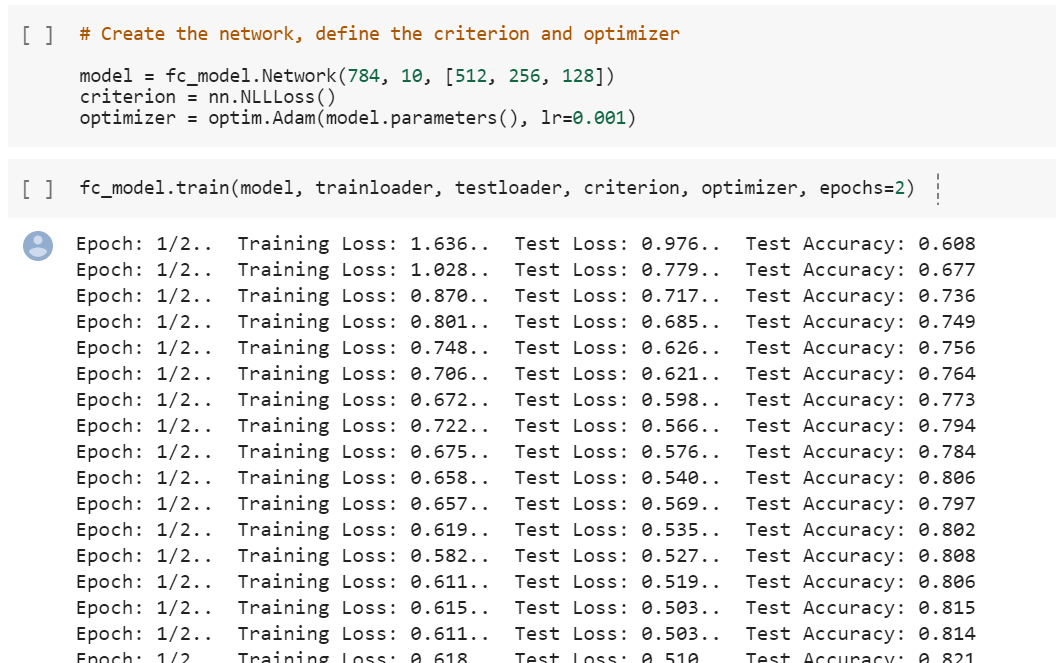 [ ] # Create the network, define the criterion and optimizer
model = fc_model.Network(784, 10, [512, 256, 128])
criterion = nn.NLLLoss()
optimizer = optim.Adam(model.parameters(), lr=0.001)
[ ] fc_model.train(model, trainloader, testloader, criterion, optimizer, epochs=2)
Epoch: 1/2.. Training Loss: 1.636.. Test Loss: 0.976.. Test Accuracy: 0.608
Epoch: 1/2.. Training Loss: 1.028.. Test Loss: 0.779.. Test Accuracy: 0.677
Epoch: 1/2.. Training Loss: 0.870.. Test Loss: 0.717.. Test Accuracy: 0.736
Epoch: 1/2.. Training Loss: 0.801.. Test Loss: 0.685.. Test Accuracy: 0.749
Epoch: 1/2.. Training Loss: 0.748.. Test Loss: 0.626.. Test Accuracy: 0.756
Epoch: 1/2.. Training Loss: 0.706.. Test Loss: 0.621.. Test Accuracy: 0.764
Epoch: 1/2.. Training Loss: 0.672.. Test Loss: 0.598.. Test Accuracy: 0.773
Epoch: 1/2.. Training Loss: 0.722.. Test Loss: 0.566.. Test Accuracy: 0.794
Epoch: 1/2.. Training Loss: 0.675.. Test Loss: 0.576.. Test Accuracy: 0.784
Epoch: 1/2.. Training Loss: 0.658.. Test Loss: 0.540.. Test Accuracy: 0.806
Epoch: 1/2.. Training Loss: 0.657.. Test Loss: 0.569.. Test Accuracy: 0.797
Epoch: 1/2.. Training Loss: 0.619.. Test Loss: 0.535.. Test Accuracy: 0.802
Epoch: 1/2.. Training Loss: 0.582.. Test Loss: 0.527.. Test Accuracy: 0.808
Epoch: 1/2.. Training Loss: 0.611.. Test Loss: 0.519.. Test Accuracy: 0.806
Epoch: 1/2.. Training Loss: 0.615.. Test Loss: 0.503.. Test Accuracy: 0.815
Epoch: 1/2.. Training Loss: 0.611.. Test Loss: 0.503.. Test Accuracy: 0.814
Epoch: 1/2 Training Loss: 0.618 Test Loss: 0.510 Test Accuracy: 0.821